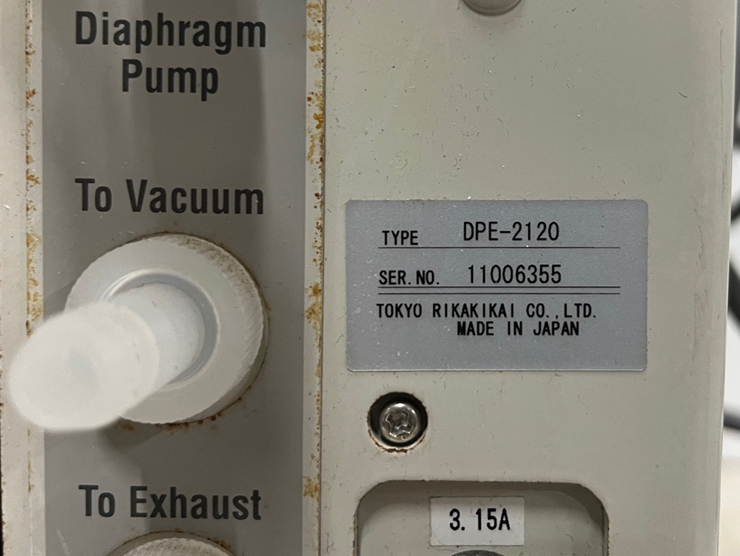 Diaphragm
Pump
To Vacuum
TYPE DPE-2120
SER.NO. 11006355
TOKYO RIKAKIKAI CO.,LTD.
MADE IN JAPAN
To Exhaust
3.15A